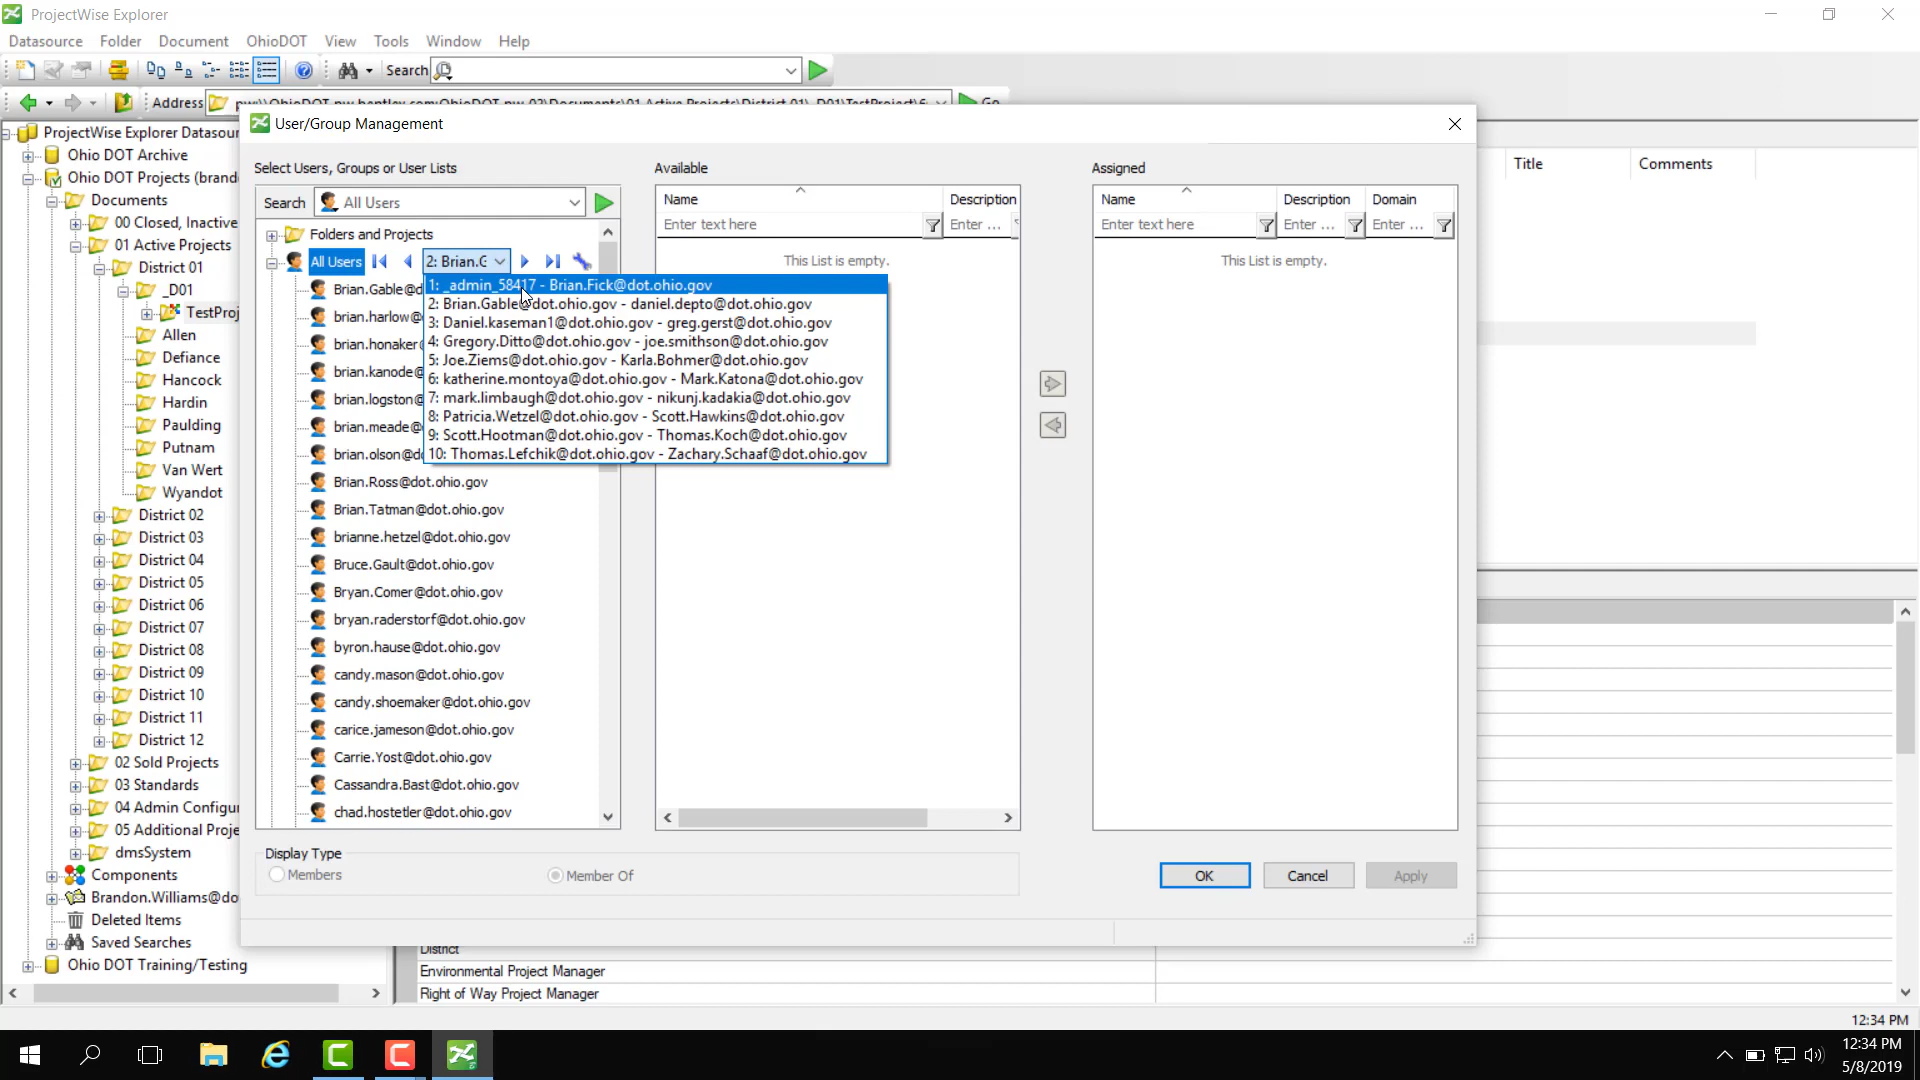 ProjectWise Explorer
Datasource Folder Document OhioDOT View Tools Window Help
Search
Address pw:\\OhioDOT-pw.bentley.com:OhioDOT-pw-02\Documents\01 Active Projects\District 01\_D01\TestProject\ Go
ProjectWise Explorer Datasour
Ohio DOT Archive
Ohio DOT Projects (brand
Documents
00 Closed, Inactive
01 Active Projects
District 01
_D01
TestProj
Allen
Defiance
Hancock
Hardin
Paulding
Putnam
Van Wert
Wyandot
District 02
District 03
District 04
District 05
District 06
District 07
District 08
District 09
District 10
District 11
District 12
02 Sold Projects
03 Standards
04 Admin Configur
05 Additional Proje
dmsSystem
Components
Brandon.Williams@do
Deleted Items
Saved Searches
Ohio DOT Training/Testing
User/Group Management
Select Users, Groups or User Lists
Search All Users
Folders and Projects
All Users 2: Brian.G
1: _admin_58417 - Brian.Fick@dot.ohio.gov
2: Brian.Gable@dot.ohio.gov - daniel.depto@dot.ohio.gov
3: Daniel.kaseman1@dot.ohio.gov - greg.gerst@dot.ohio.gov
4: Gregory.Ditto@dot.ohio.gov - joe.smithson@dot.ohio.gov
5: Joe.Ziems@dot.ohio.gov - Karla.Bohmer@dot.ohio.gov
6: katherine.montoya@dot.ohio.gov - Mark.Katona@dot.ohio.gov
7: mark.limbaugh@dot.ohio.gov - nikunj.kadakia@dot.ohio.gov
8: Patricia.Wetzel@dot.ohio.gov - Scott.Hawkins@dot.ohio.gov
9: Scott.Hootman@dot.ohio.gov - Thomas.Koch@dot.ohio.gov
10: Thomas.Lefchik@dot.ohio.gov - Zachary.Schaaf@dot.ohio.gov
Brian.Gable@d
brian.harlow@
brian.honaker
brian.kanode@
brian.logston@
brian.meade@
brian.olson@d
Brian.Ross@dot.ohio.gov
Brian.Tatman@dot.ohio.gov
brianne.hetzel@dot.ohio.gov
Bruce.Gault@dot.ohio.gov
Bryan.Comer@dot.ohio.gov
bryan.raderstorf@dot.ohio.gov
byron.hause@dot.ohio.gov
candy.mason@dot.ohio.gov
candy.shoemaker@dot.ohio.gov
carice.jameson@dot.ohio.gov
Carrie.Yost@dot.ohio.gov
Cassandra.Bast@dot.ohio.gov
chad.hostetler@dot.ohio.gov
Display Type
Members Member Of
Available
Name Description
Enter text here Enter ...
This List is empty.
Assigned
Name Description Domain
Enter text here Enter ... Enter ...
This List is empty.
OK Cancel Apply
Title Comments
District
Environmental Project Manager
Right of Way Project Manager
12:34 PM
12:34 PM
5/8/2019